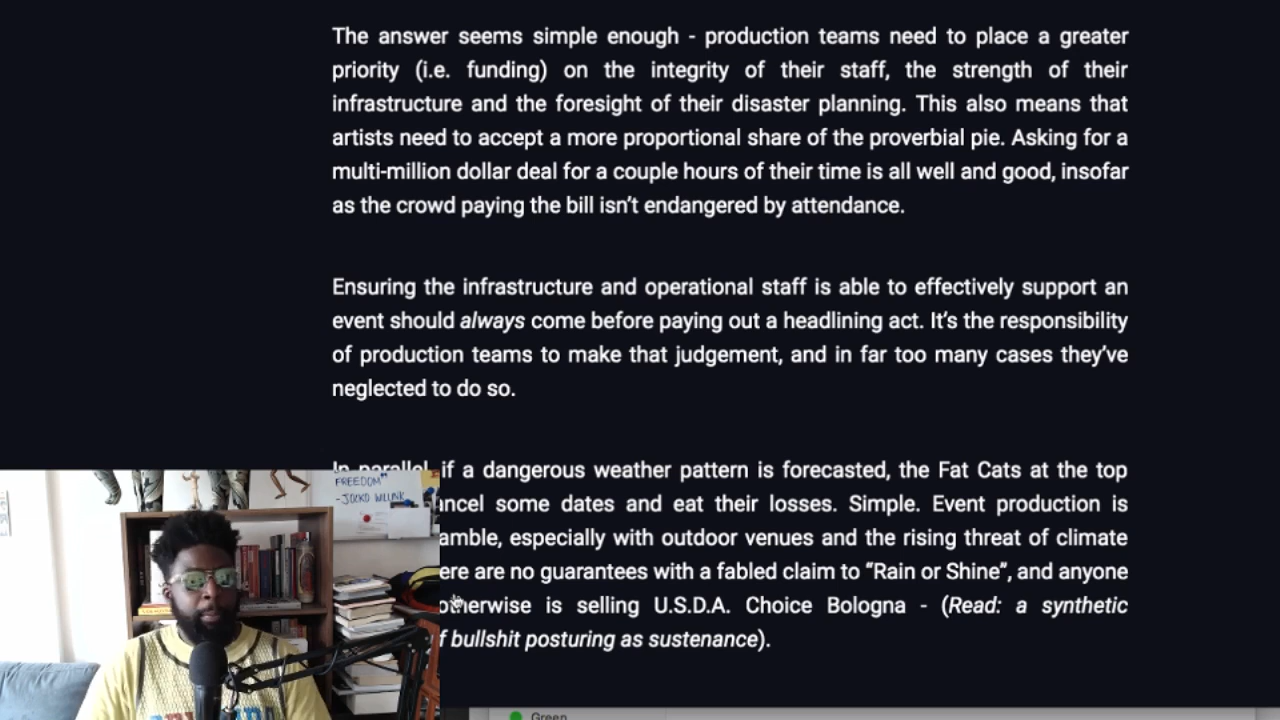 The answer seems simple enough - production teams need to place a greater
priority (i.e. funding) on the integrity of their staff, the strength of their
infrastructure and the foresight of their disaster planning. This also means that
artists need to accept a more proportional share of the proverbial pie. Asking for a
multi-million dollar deal for a couple hours of their time is all well and good, insofar
as the crowd paying the bill isn’t endangered by attendance.
Ensuring the infrastructure and operational staff is able to effectively support an
event should always come before paying out a headlining act. It’s the responsibility
of production teams to make that judgement, and in far too many cases they’ve
neglected to do so.
In parallel, if a dangerous weather pattern is forecasted, the Fat Cats at the top
some dates and eat their losses. Simple. Event production is
especially with outdoor venues and the rising threat of climate
are no guarantees with a fabled claim to “Rain or Shine”, and anyone
otherwise is selling U.S.D.A. Choice Bologna - (Read: a synthetic
bullshit posturing as sustenance).
FREEDOM"
-JOCKO WILLINK
Green